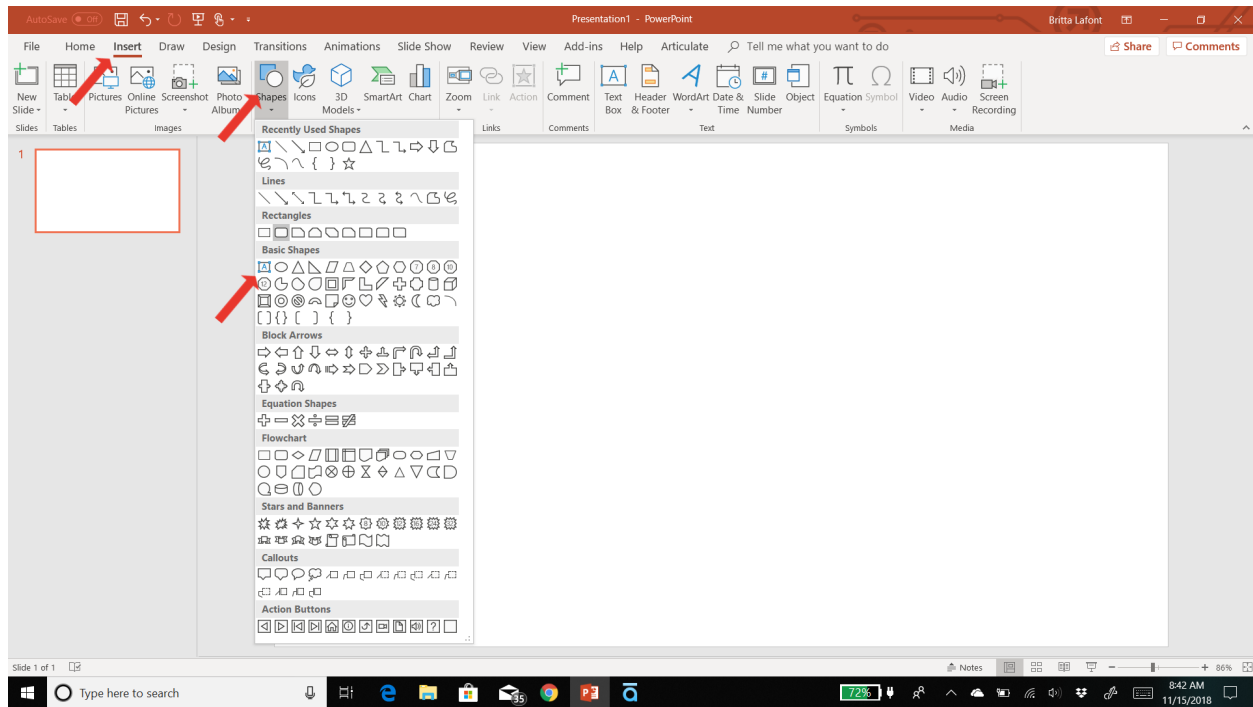 AutoSave Off Presentation1 - PowerPoint Britta Lafont
File Home Insert Draw Design Transitions Animations Slide Show Review View Add-ins Help Articulate Tell me what you want to do Share Comments
New Table Pictures Online Screenshot Photo Shapes Icons 3D SmartArt Chart Zoom Link Action Comment Text Header WordArt Date & Slide Object Equation Symbol Video Audio Screen
Slide Pictures Album Models Box & Footer Time Number Recording
Slides Tables Images Links Comments Text Symbols Media
Recently Used Shapes
1
Lines
Rectangles
Basic Shapes
Block Arrows
Equation Shapes
Flowchart
Stars and Banners
Callouts
Action Buttons
Slide 1 of 1 Notes 86%
Type here to search 35 72% 8:42 AM
11/15/2018